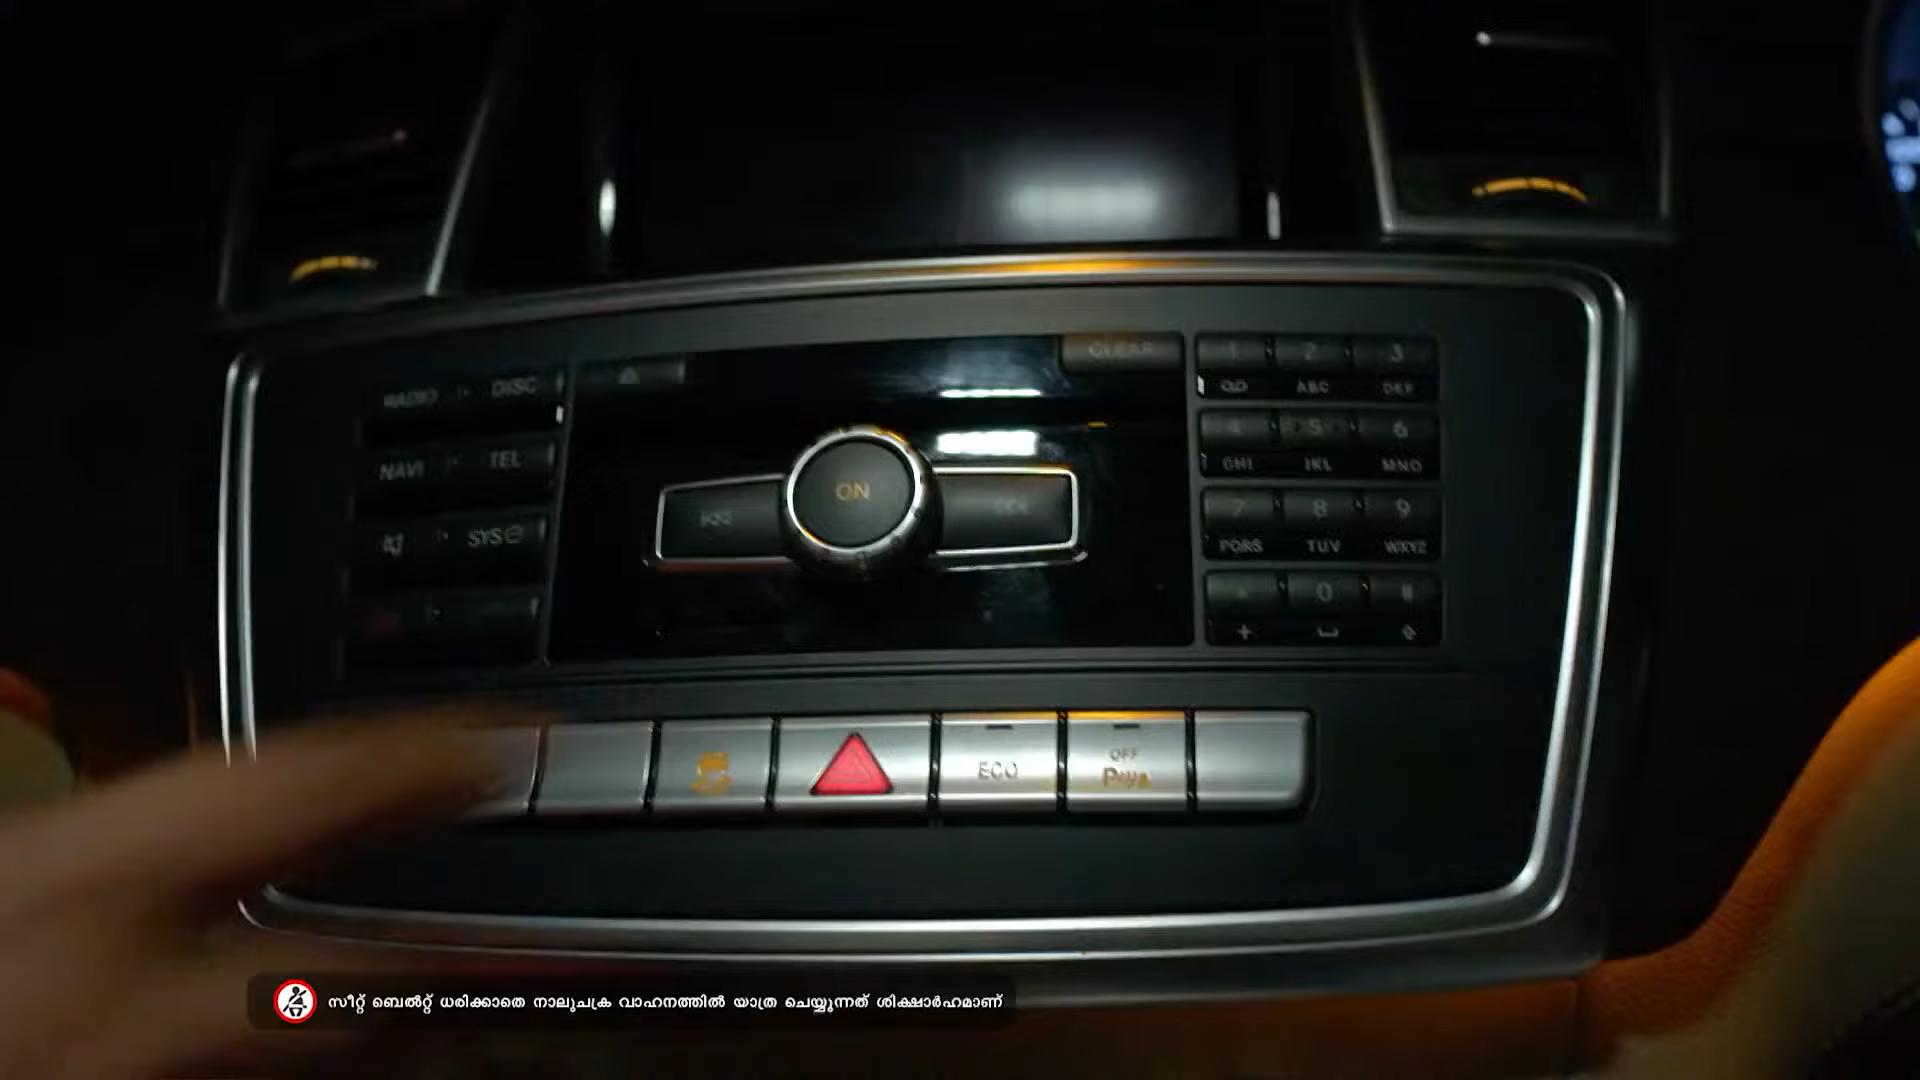 CLEAR
RADIO DISC
NAVI TEL
SYS
ON
1 2 3
ABC DEF
4 5 6
GHI JKL MNO
7 8 9
PQRS TUV WXYZ
0 #
+
ECO
OFF
സീറ്റ് ബെൽറ്റ് ധരിക്കാതെ നാലുചക്ര വാഹനത്തിൽ യാത്ര ചെയ്യുന്നത് ശിക്ഷാർഹമാണ്